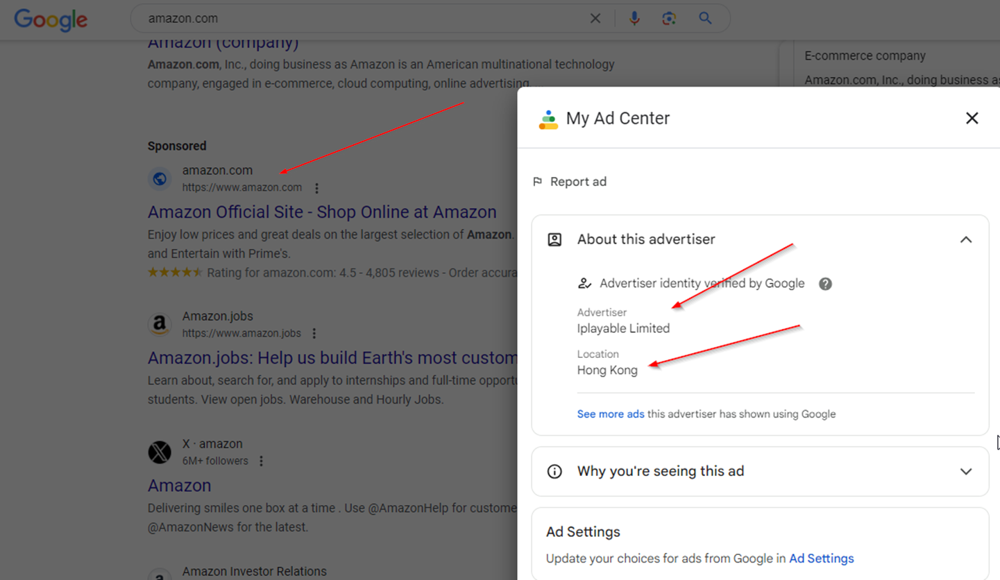 Google
amazon.com
Amazon (company)
Amazon.com, Inc., doing business as Amazon is an American multinational technology
company, engaged in e-commerce, cloud computing, online advertising, ...
E-commerce company
Amazon.com, Inc., doing business as
Sponsored
amazon.com
https://www.amazon.com
Amazon Official Site - Shop Online at Amazon
Enjoy low prices and great deals on the largest selection of Amazon.
and Entertain with Prime's.
Rating for amazon.com: 4.5 - 4,805 reviews - Order
Amazon.jobs
https://www.amazon.jobs
Amazon.jobs: Help us build Earth's most
Learn about, search for, and apply to internships and full-time
students. View open jobs. Warehouse and Hourly Jobs.
X · amazon
6M+ followers
Amazon
Delivering smiles one box at a time . Use @AmazonHelp for
@AmazonNews for the latest.
Amazon Investor Relations
My Ad Center
Report ad
About this advertiser
Advertiser identity verified by Google
Advertiser
Iplayable Limited
Location
Hong Kong
See more ads this advertiser has shown using Google
Why you're seeing this ad
Ad Settings
Update your choices for ads from Google in Ad Settings